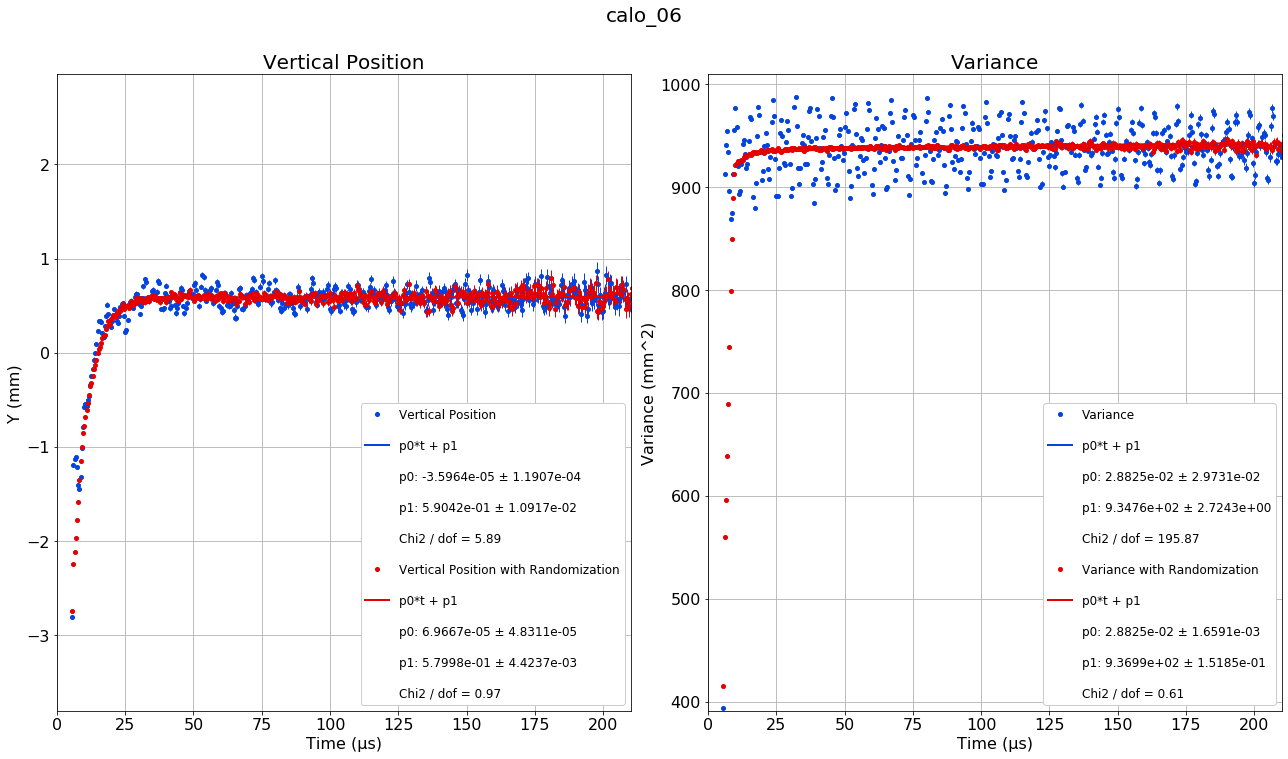 calo_06
Vertical Position
Y (mm)
2
1
0
−1
−2
−3
0
25
50
75
100
125
150
175
200
Time (μs)
Vertical Position
p0*t + p1
p0: -3.5964e-05 ± 1.1907e-04
p1: 5.9042e-01 ± 1.0917e-02
Chi2 / dof = 5.89
Vertical Position with Randomization
p0*t + p1
p0: 6.9667e-05 ± 4.8311e-05
p1: 5.7998e-01 ± 4.4237e-03
Chi2 / dof = 0.97
Variance
Variance (mm^2)
1000
900
800
700
600
500
400
0
25
50
75
100
125
150
175
200
Time (μs)
Variance
p0*t + p1
p0: 2.8825e-02 ± 2.9731e-02
p1: 9.3476e+02 ± 2.7243e+00
Chi2 / dof = 195.87
Variance with Randomization
p0*t + p1
p0: 2.8825e-02 ± 1.6591e-03
p1: 9.3699e+02 ± 1.5185e-01
Chi2 / dof = 0.61